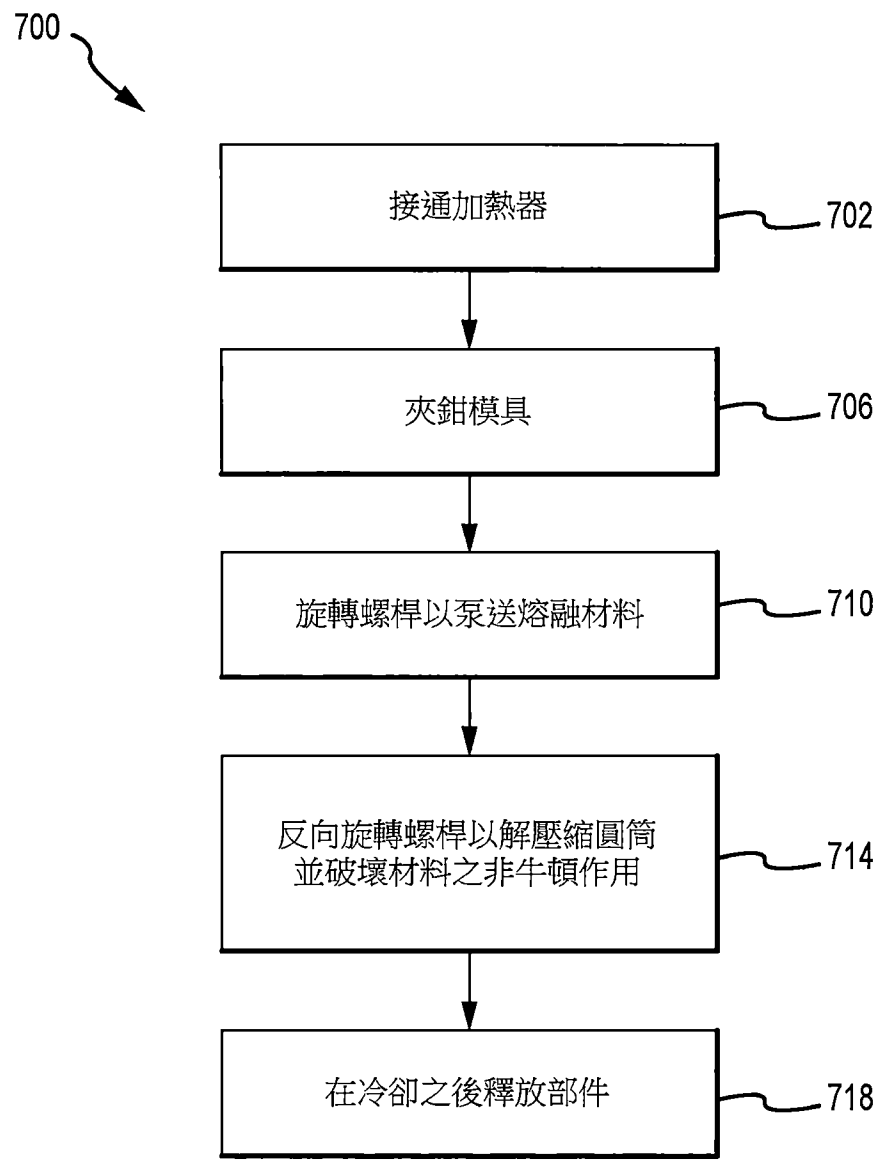 700
接通加熱器
702
夾鉗模具
706
旋轉螺桿以泵送熔融材料
710
反向旋轉螺桿以解壓縮圓筒
並破壞材料之非牛頓作用
714
在冷卻之後釋放部件
718